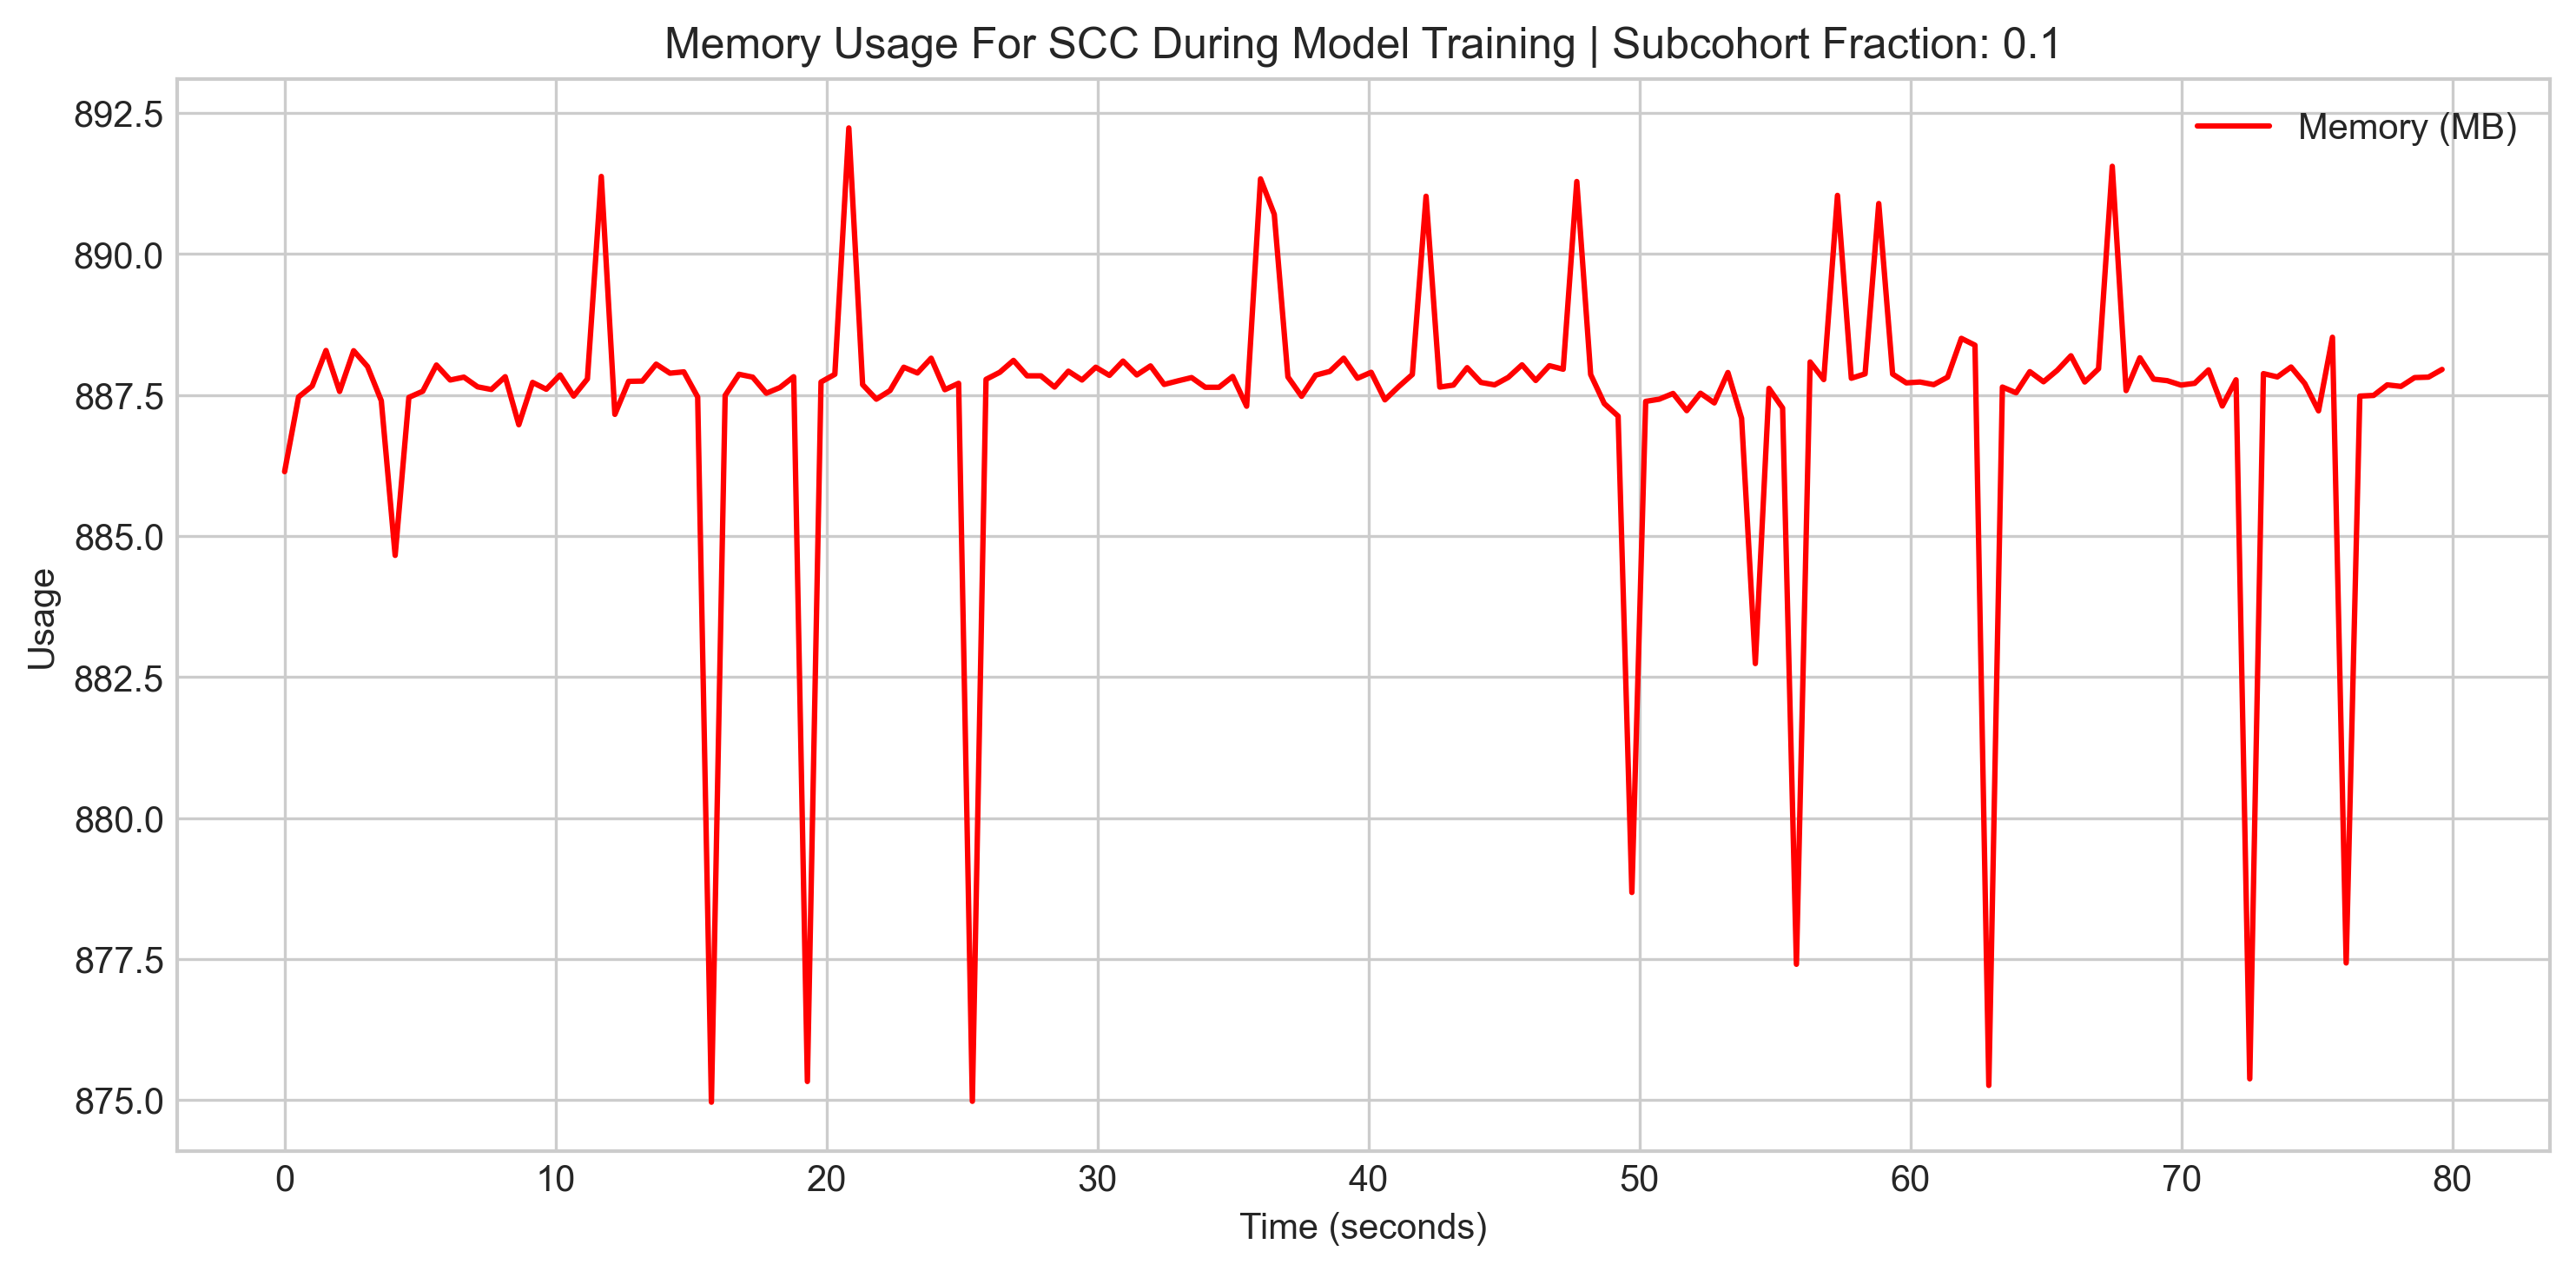 Memory Usage For SCC During Model Training | Subcohort Fraction: 0.1
892.5
890.0
887.5
885.0
882.5
880.0
877.5
875.0
Usage
Memory (MB)
0 10 20 30 40 50 60 70 80
Time (seconds)